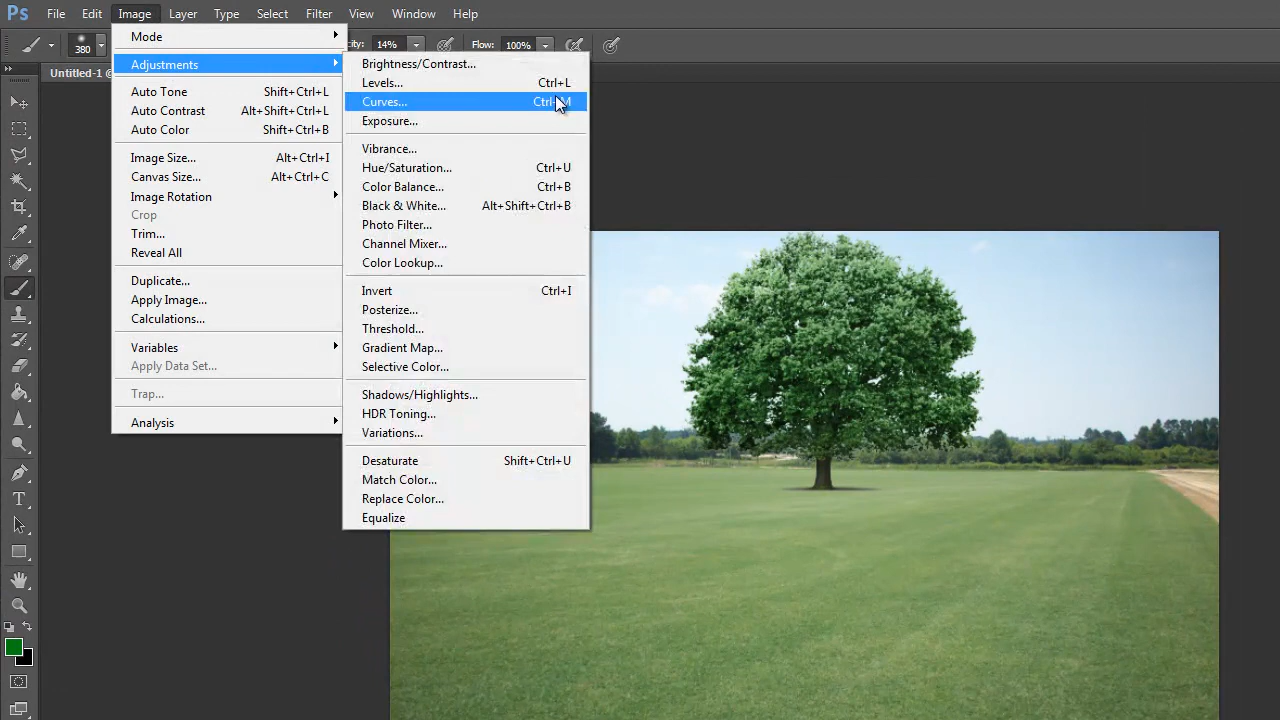 Ps File Edit Image Layer Type Select Filter View Window Help
380 14% Flow: 100%
Untitled-1 @
Mode
Adjustments
Auto Tone Shift+Ctrl+L
Auto Contrast Alt+Shift+Ctrl+L
Auto Color Shift+Ctrl+B
Image Size... Alt+Ctrl+I
Canvas Size... Alt+Ctrl+C
Image Rotation
Crop
Trim...
Reveal All
Duplicate...
Apply Image...
Calculations...
Variables
Apply Data Set...
Trap...
Analysis
Brightness/Contrast...
Levels... Ctrl+L
Curves... Ctrl+M
Exposure...
Vibrance...
Hue/Saturation... Ctrl+U
Color Balance... Ctrl+B
Black & White... Alt+Shift+Ctrl+B
Photo Filter...
Channel Mixer...
Color Lookup...
Invert Ctrl+I
Posterize...
Threshold...
Gradient Map...
Selective Color...
Shadows/Highlights...
HDR Toning...
Variations...
Desaturate Shift+Ctrl+U
Match Color...
Replace Color...
Equalize